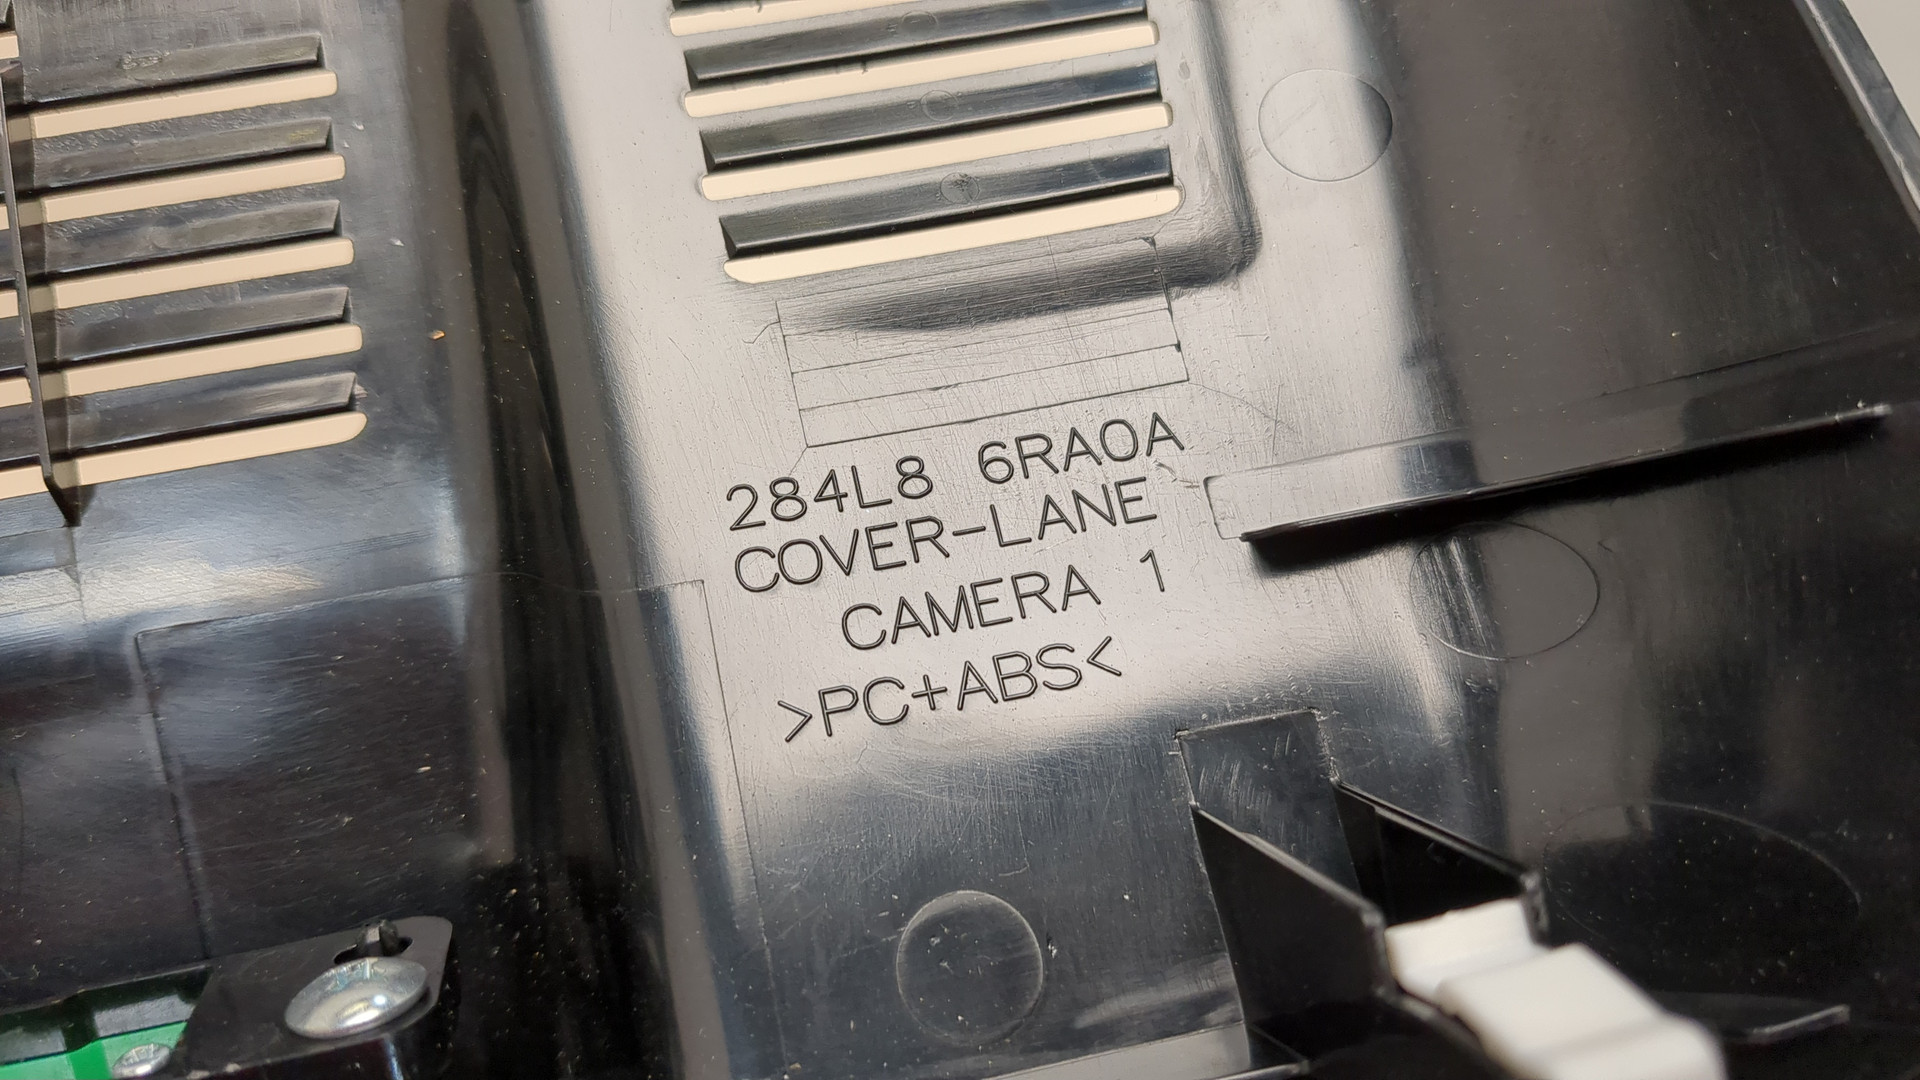 284L8 6RA0A
COVER-LANE
CAMERA 1
>PC+ABS<